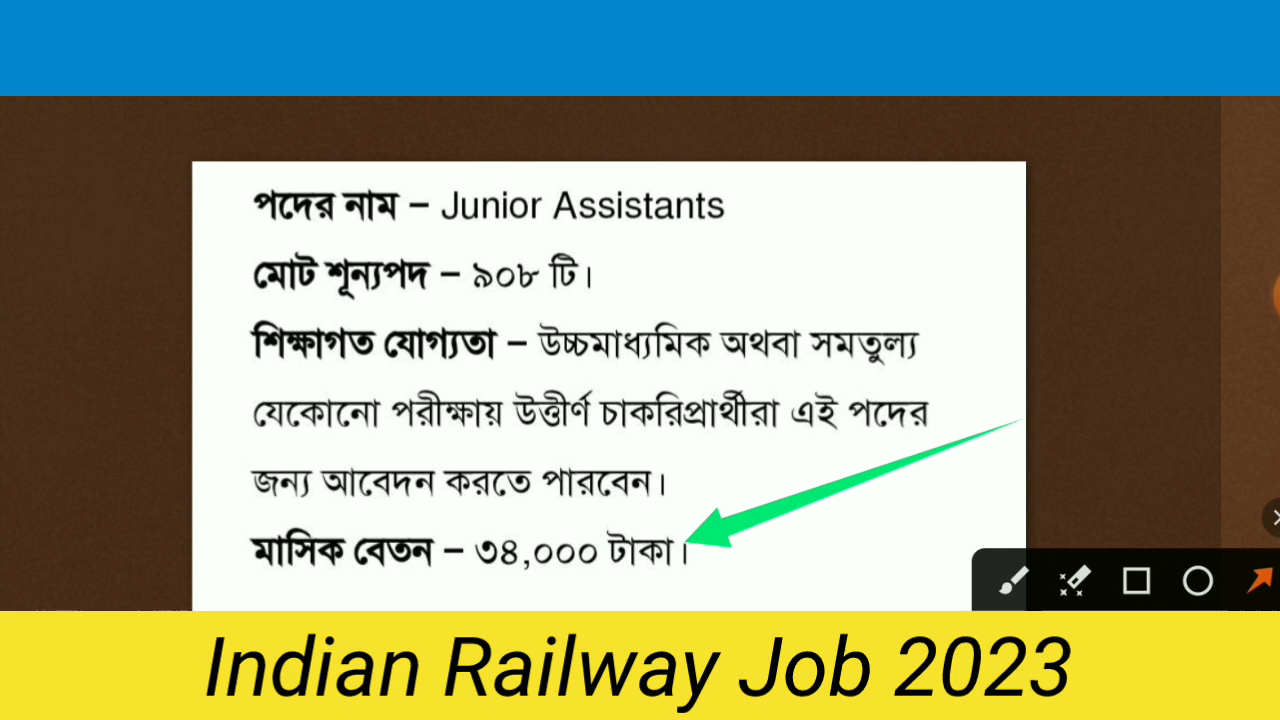 পদের নাম – Junior Assistants
মোট শূন্যপদ – ৯০৮ টি।
শিক্ষাগত যোগ্যতা – উচ্চমাধ্যমিক অথবা সমতুল্য
যেকোনো পরীক্ষায় উত্তীর্ণ চাকরিপ্রার্থীরা এই পদের
জন্য আবেদন করতে পারবেন।
মাসিক বেতন – ৩৪,০০০ টাকা।
Indian Railway Job 2023